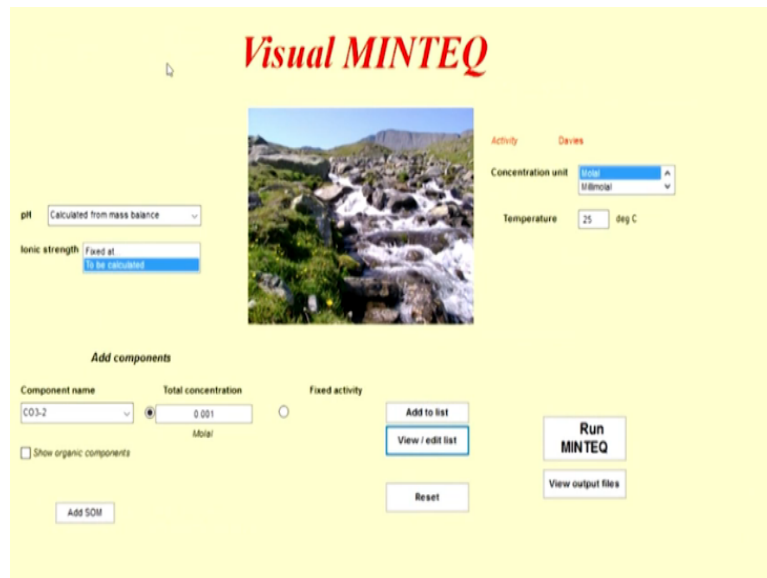 Visual MINTEQ
Activity Davies
Concentration unit Molal
Millimolal
pH Calculated from mass balance
Temperature 25 deg C
Ionic strength Fixed at
To be calculated
Add components
Component name Total concentration Fixed activity
CO3-2 0.001 Add to list
Molal
View / edit list
Run
MINTEQ
Show organic components
View output files
Reset
Add SOM